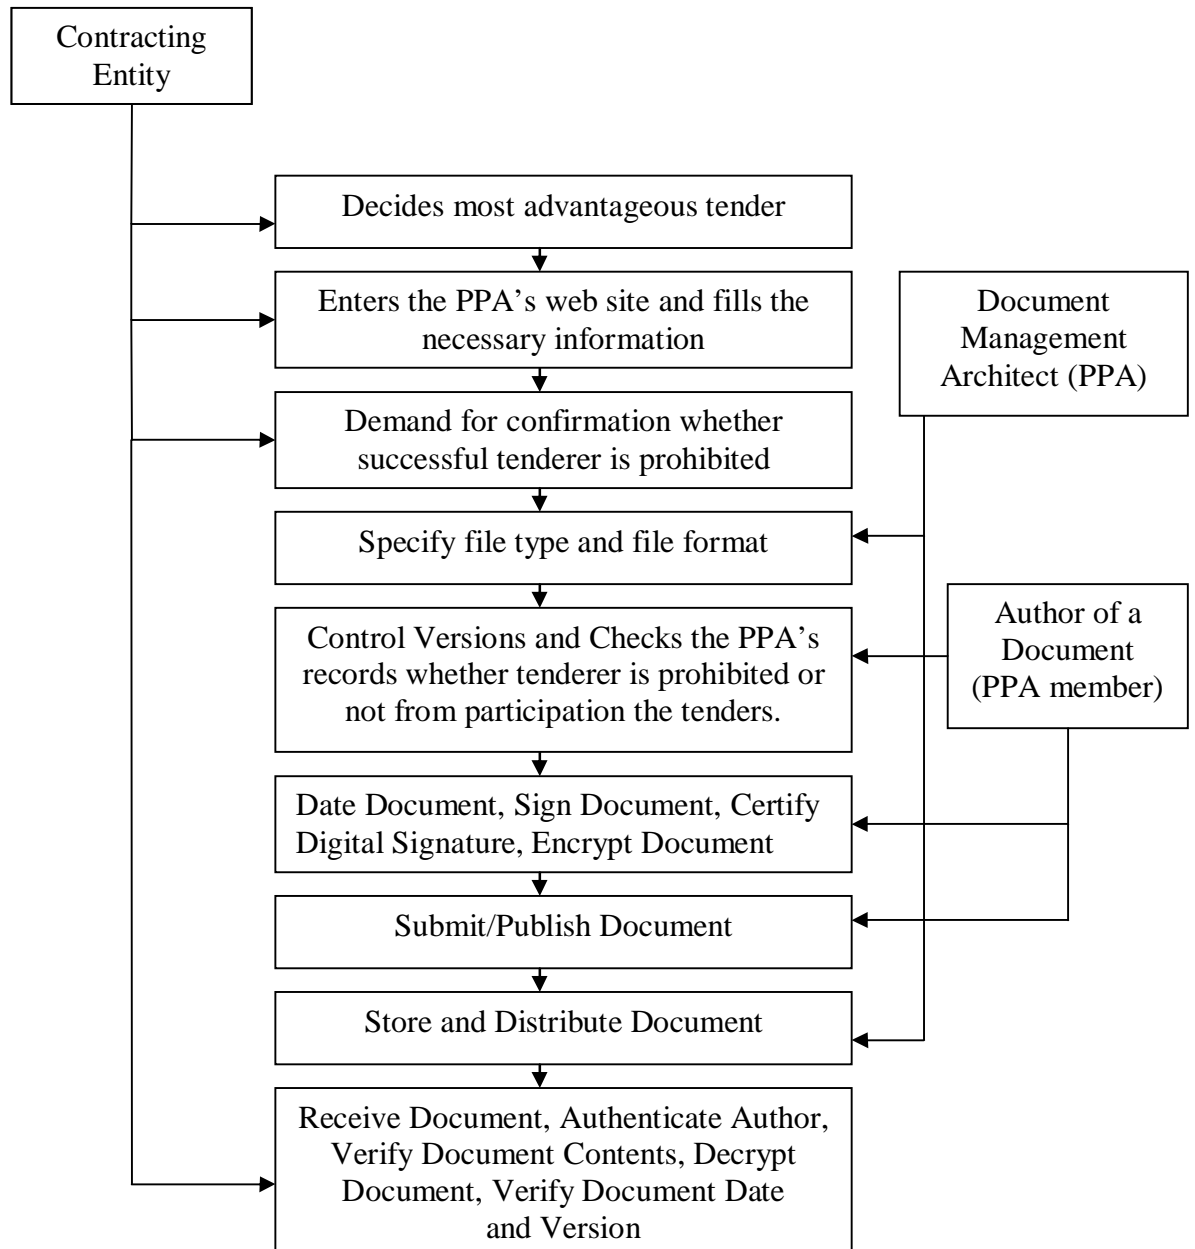 Contracting
Entity
Decides most advantageous tender
Enters the PPA’s web site and fills the
necessary information
Document
Management
Architect (PPA)
Demand for confirmation whether
successful tenderer is prohibited
Specify file type and file format
Control Versions and Checks the PPA’s
records whether tenderer is prohibited or
not from participation the tenders.
Author of a
Document
(PPA member)
Date Document, Sign Document, Certify
Digital Signature, Encrypt Document
Submit/Publish Document
Store and Distribute Document
Receive Document, Authenticate Author,
Verify Document Contents, Decrypt
Document, Verify Document Date
and Version